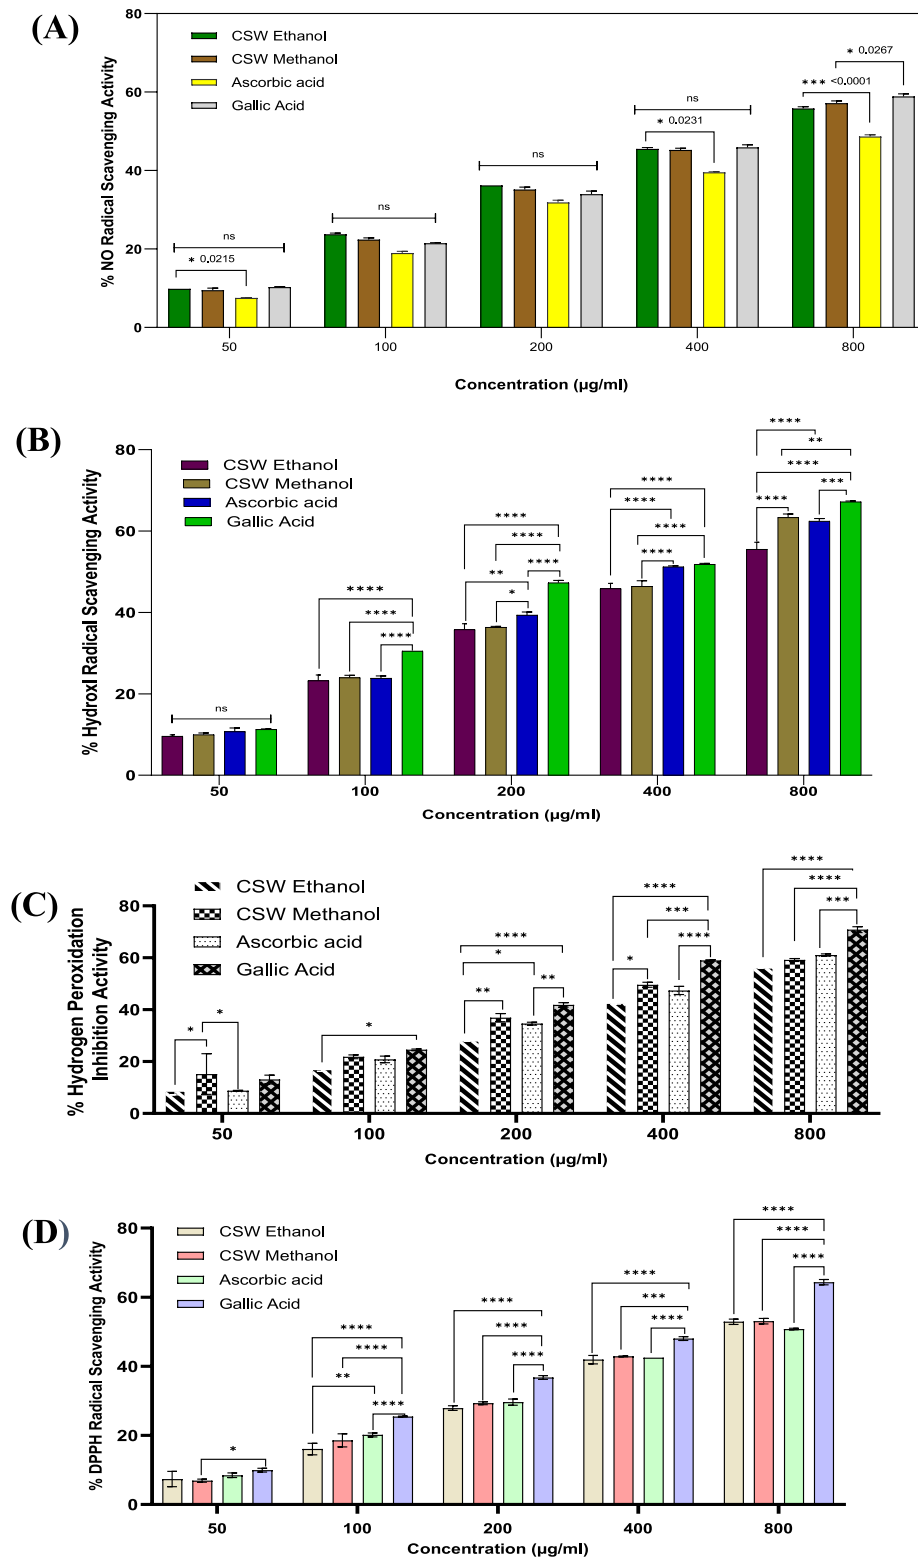 (A)
% NO Radical Scavenging Activity
80
60
40
20
0
CSW Ethanol
CSW Methanol
Ascorbic acid
Gallic Acid
ns
* 0.0215
ns
ns
ns
* 0.0231
* 0.0267
*** <0.0001
50 100 200 400 800
Concentration (µg/ml)
(B)
% Hydroxl Radical Scavenging Activity
80
60
40
20
0
CSW Ethanol
CSW Methanol
Ascorbic acid
Gallic Acid
ns
****
****
****
****
****
** ****
*
****
****
****
****
****
**
****
**** ***
50 100 200 400 800
Concentration (µg/ml)
(C)
% Hydrogen Peroxidation
Inhibition Activity
80
60
40
20
0
CSW Ethanol
CSW Methanol
Ascorbic acid
Gallic Acid
* *
*
****
*
** **
****
***
* ****
****
****
***
50 100 200 400 800
Concentration (µg/ml)
(D)
% DPPH Radical Scavenging Activity
80
60
40
20
0
CSW Ethanol
CSW Methanol
Ascorbic acid
Gallic Acid
*
****
****
**
****
****
****
****
****
***
****
****
****
****
50 100 200 400 800
Concentration (µg/ml)